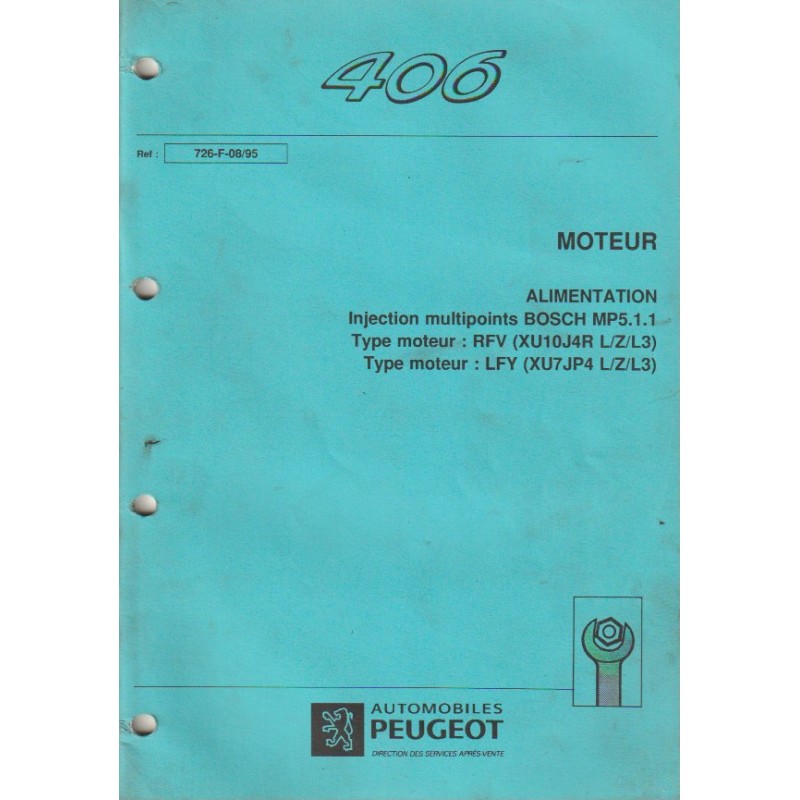 406
Ref : 726-F-08/95
MOTEUR
ALIMENTATION
Injection multipoints BOSCH MP5.1.1
Type moteur : RFV (XU10J4R L/Z/L3)
Type moteur : LFY (XU7JP4 L/Z/L3)
AUTOMOBILES
PEUGEOT
DIRECTION DES SERVICES APRÈS-VENTE